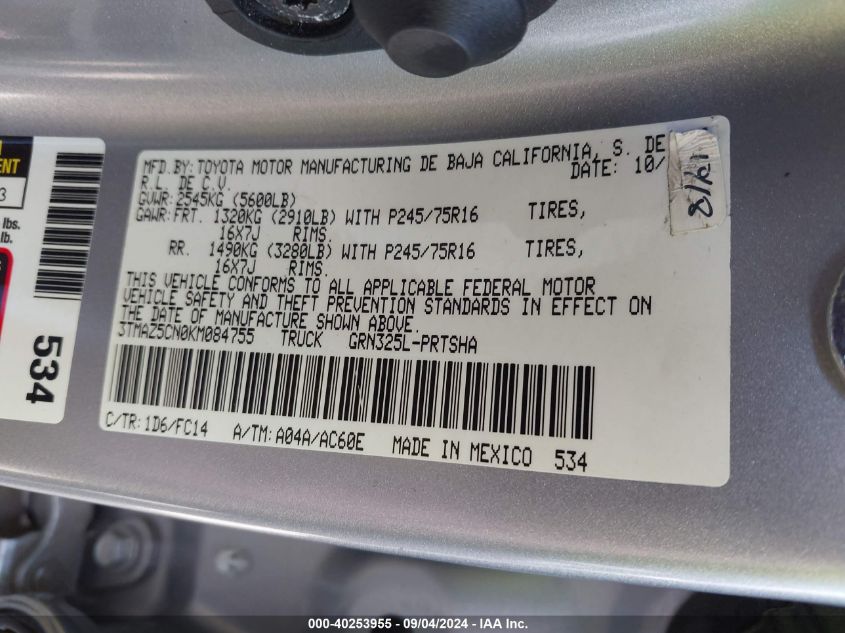 MFD.BY: TOYOTA MOTOR MANUFACTURING DE BAJA CALIFORNIA, S. DE
R.L. DE C.V. DATE: 10/
GVWR: 2545KG (5600LB)
GAWR: FRT. 1320KG (2910LB) WITH P245/75R16 TIRES,
16X7J RIMS.
RR. 1490KG (3280LB) WITH P245/75R16 TIRES,
16X7J RIMS.
THIS VEHICLE CONFORMS TO ALL APPLICABLE FEDERAL MOTOR
VEHICLE SAFETY AND THEFT PREVENTION STANDARDS IN EFFECT ON
THE DATE OF MANUFACTURE SHOWN ABOVE.
3TMAZ5CN0KM084755 TRUCK GRN325L-PRTSHA
C/TR: 1D6/FC14 A/TM: A04A/AC60E MADE IN MEXICO 534
3
lbs.
lb.
534
000-40253955 - 09/04/2024 - IAA Inc.